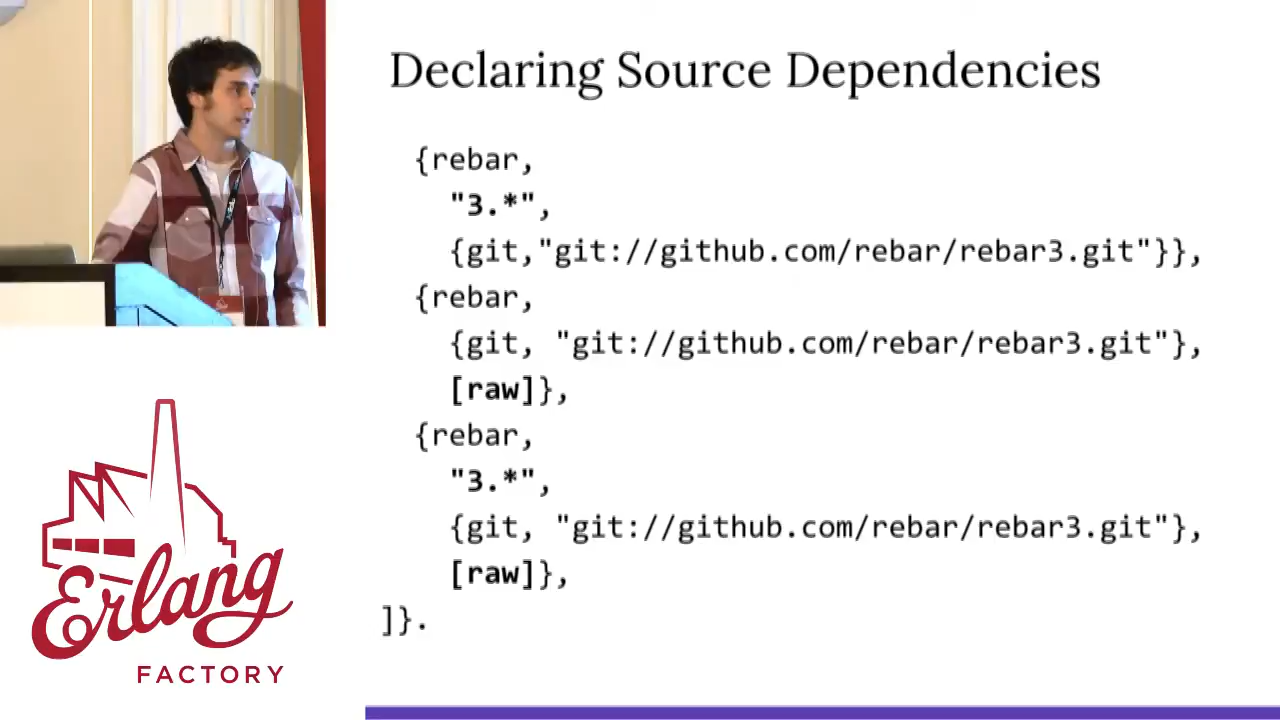 Declaring Source Dependencies
{rebar,
"3.*",
{git,"git://github.com/rebar/rebar3.git"}},
{rebar,
{git, "git://github.com/rebar/rebar3.git"},
[raw]},
{rebar,
"3.*",
{git, "git://github.com/rebar/rebar3.git"},
[raw]},
]}.
Erlang
FACTORY